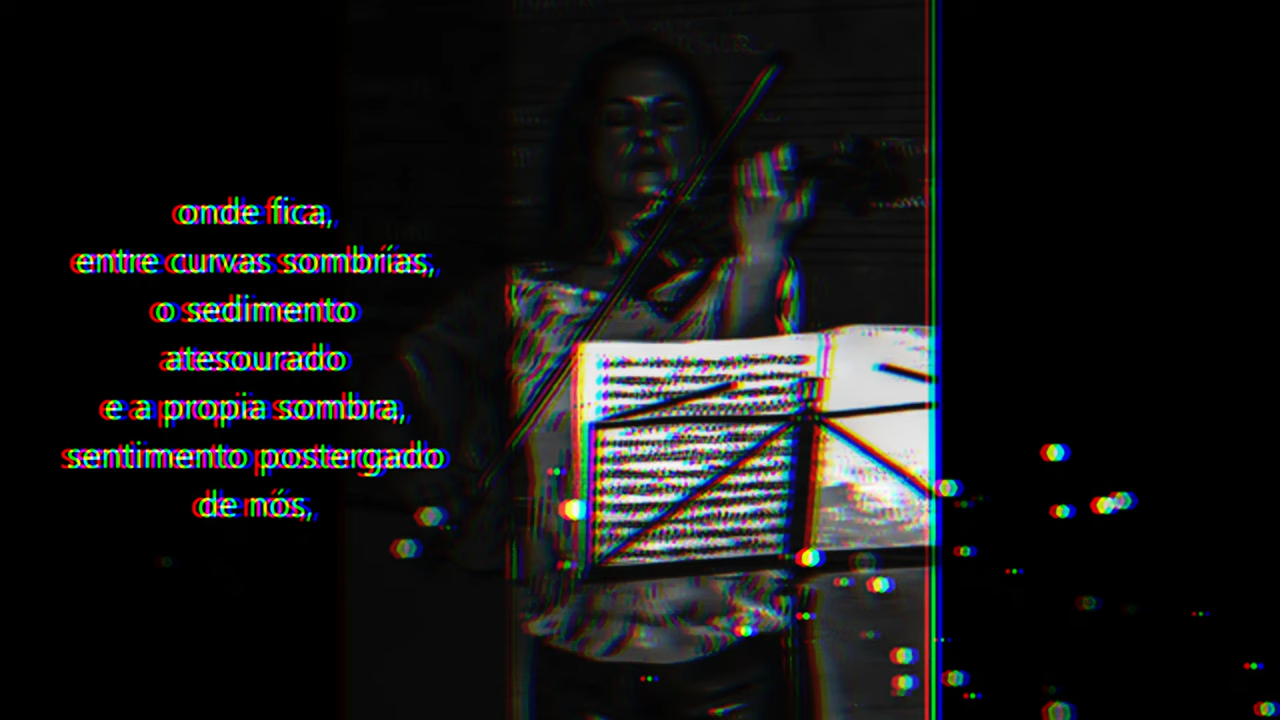 onde fica,
entre curvas sombrías,
o sedimento
atesourado
e a propia sombra,
sentimento postergado
de nós,